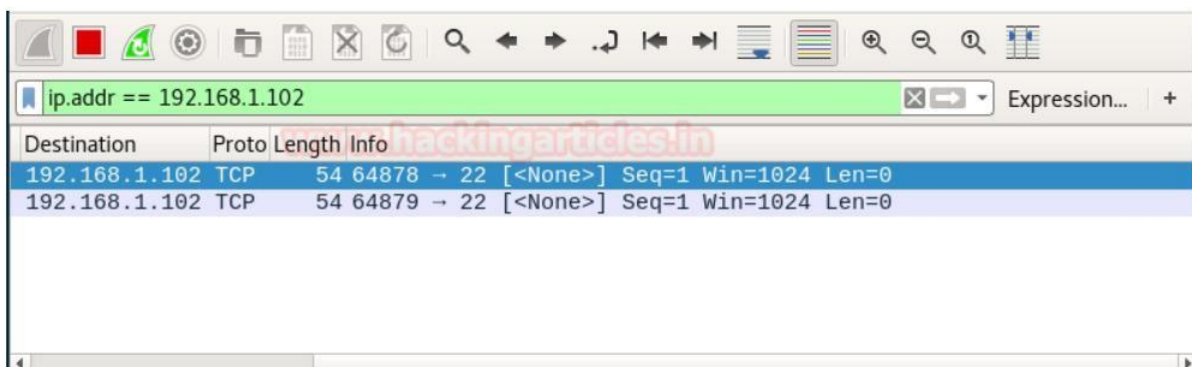 ip.addr == 192.168.1.102 Expression... +
Destination Proto Length Info
www.hackingarticles.in
192.168.1.102 TCP 54 64878 → 22 [<None>] Seq=1 Win=1024 Len=0
192.168.1.102 TCP 54 64879 → 22 [<None>] Seq=1 Win=1024 Len=0